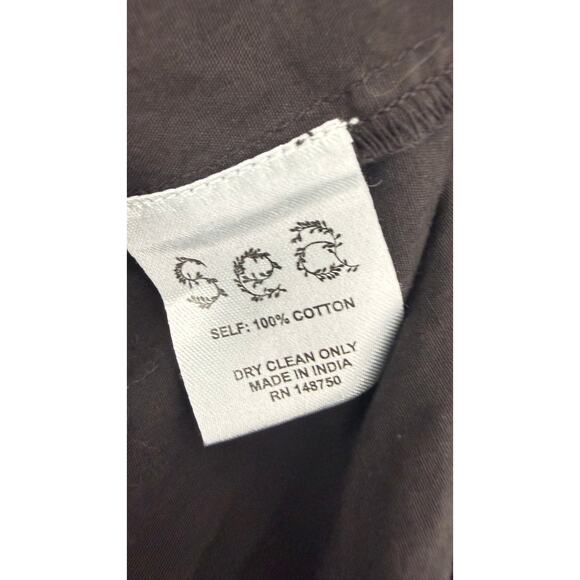 Sea
SELF: 100% COTTON
DRY CLEAN ONLY
MADE IN INDIA
RN 148750